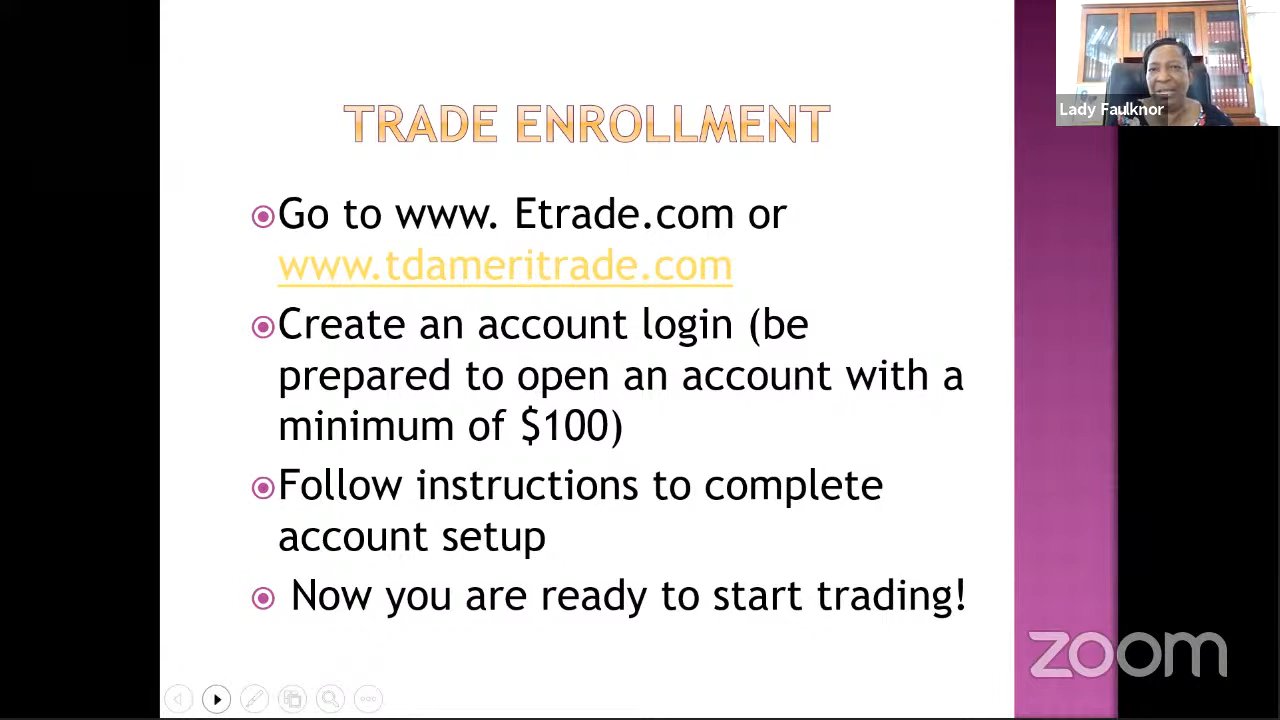 Lady Faulknor
TRADE ENROLLMENT
Go to www. Etrade.com or
www.tdameritrade.com
Create an account login (be
prepared to open an account with a
minimum of $100)
Follow instructions to complete
account setup
Now you are ready to start trading!
zoom